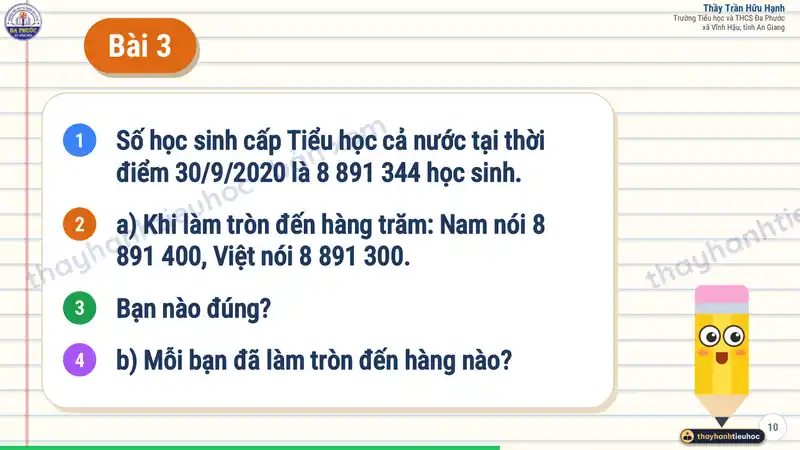 Thầy Trần Hữu Hạnh
Trường Tiểu học và THCS Đa Phước
xã Vĩnh Hậu, tỉnh An Giang
ĐA PHƯỚC
Bài 3
1
Số học sinh cấp Tiểu học cả nước tại thời
điểm 30/9/2020 là 8 891 344 học sinh.
2
a) Khi làm tròn đến hàng trăm: Nam nói 8
891 400, Việt nói 8 891 300.
3
Bạn nào đúng?
4
b) Mỗi bạn đã làm tròn đến hàng nào?
10
thayhanhtieuhoc